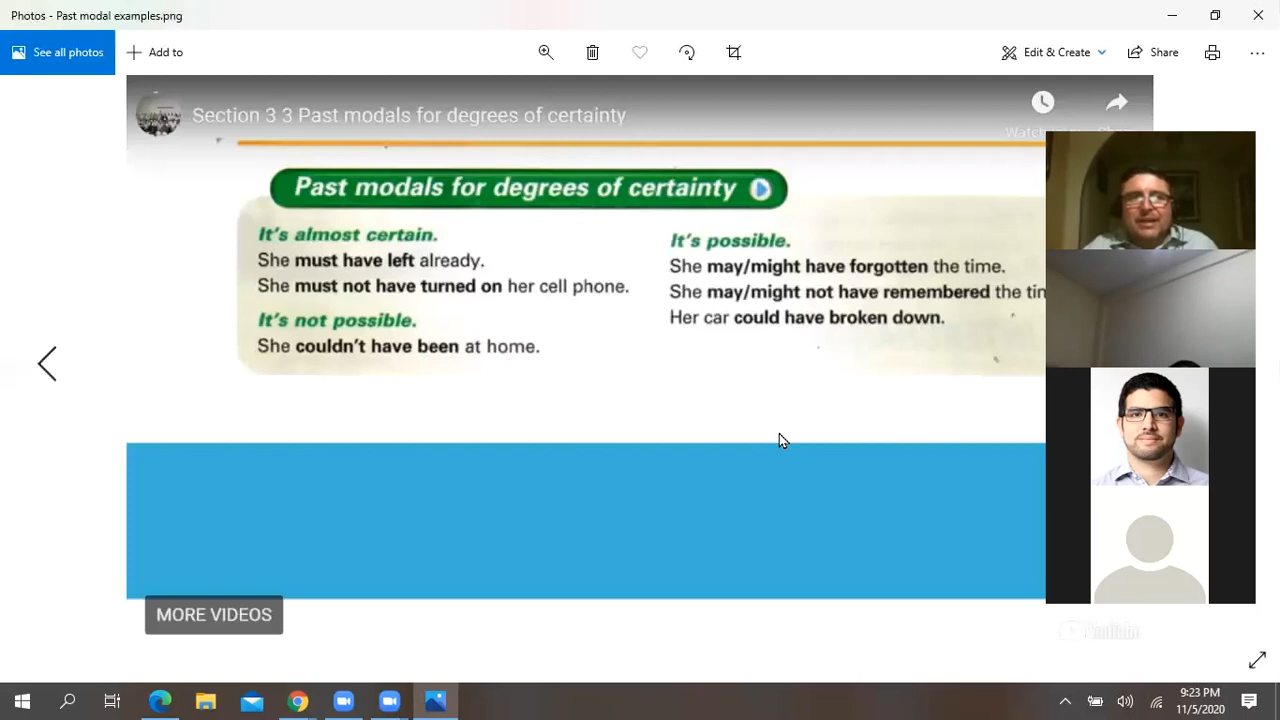 Photos - Past modal examples.png
See all photos
Add to
Edit & Create
Share
Section 3 3 Past modals for degrees of certainty
Past modals for degrees of certainty
It's almost certain.
She must have left already.
She must not have turned on her cell phone.
It's not possible.
She couldn't have been at home.
It's possible.
She may/might have forgotten the time.
She may/might not have remembered the
Her car could have broken down.
MORE VIDEOS
YouTube
9:23 PM
11/5/2020